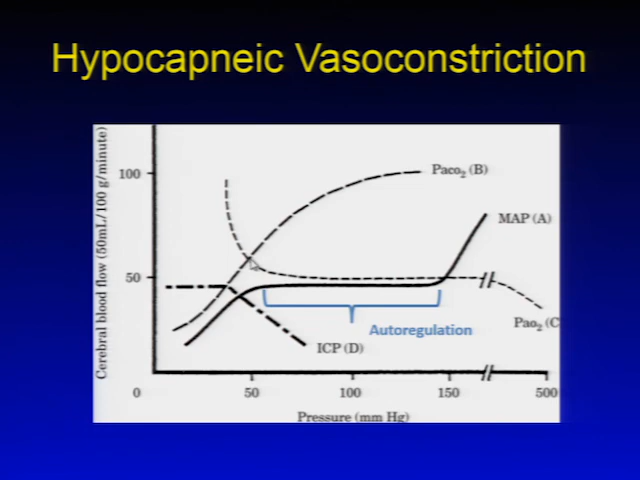 Hypocapneic Vasoconstriction
Cerebral blood flow (50mL/100 g/minute)
100
Paco₂ (B)
MAP (A)
50
Autoregulation
Pao₂ (C
ICP (D)
0 50 100 150 500
Pressure (mm Hg)